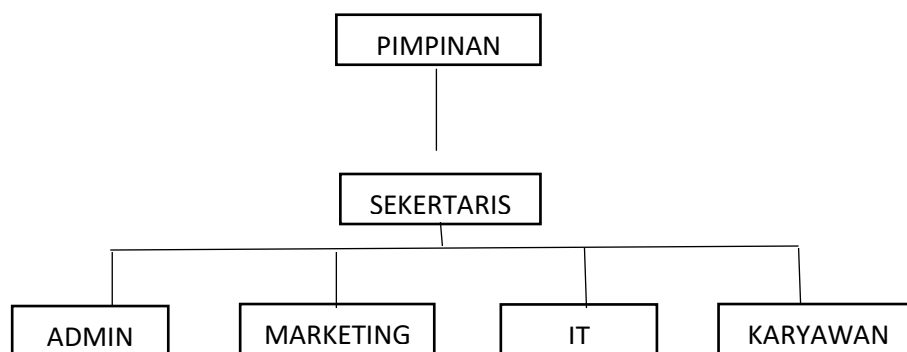 PIMPINAN
SEKERTARIS
ADMIN
MARKETING
IT
KARYAWAN